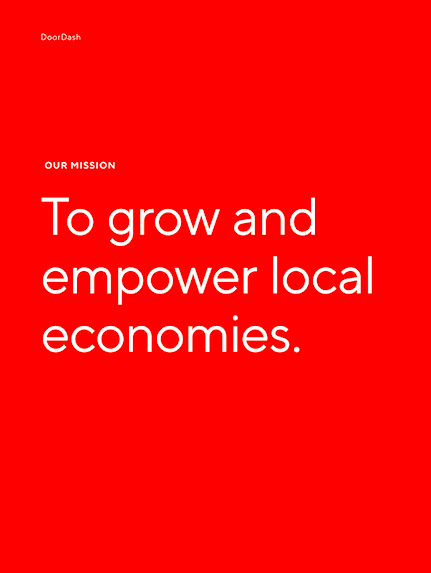 DoorDash
OUR MISSION
To grow and
empower local
economies.